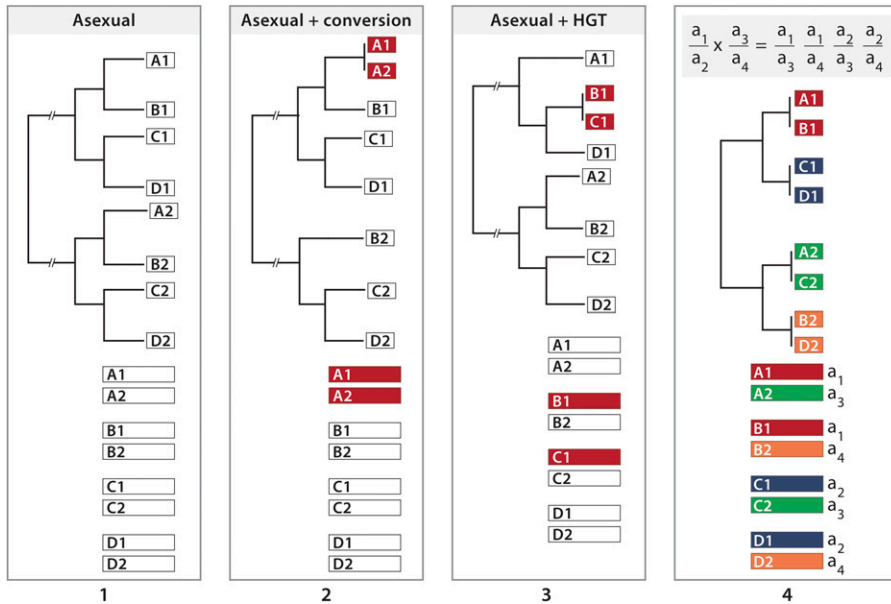 Asexual
A1
B1
C1
D1
A2
B2
C2
D2
A1
A2
B1
B2
C1
C2
D1
D2
1
Asexual + conversion
A1
A2
B1
C1
D1
B2
C2
D2
A1
A2
B1
B2
C1
C2
D1
D2
2
Asexual + HGT
A1
B1
C1
D1
A2
B2
C2
D2
A1
A2
B1
B2
C1
C2
D1
D2
3
a₁/a₂ x a₃/a₄ = a₁/a₃ a₁/a₄ a₂/a₃ a₂/a₄
A1
B1
C1
D1
A2
C2
B2
D2
A1 a₁
A2 a₃
B1 a₁
B2 a₄
C1 a₂
C2 a₃
D1 a₂
D2 a₄
4